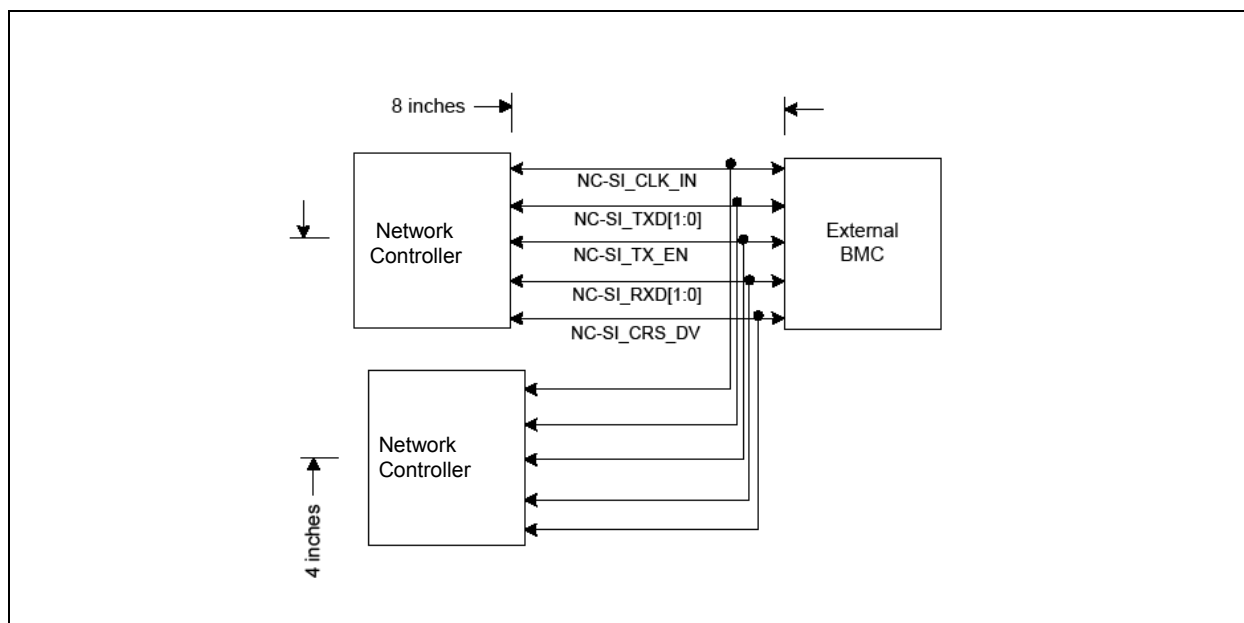 8 inches
NC-SI_CLK_IN
NC-SI_TXD[1:0]
Network
Controller
External
BMC
NC-SI_TX_EN
NC-SI_RXD[1:0]
NC-SI_CRS_DV
Network
Controller
4 inches